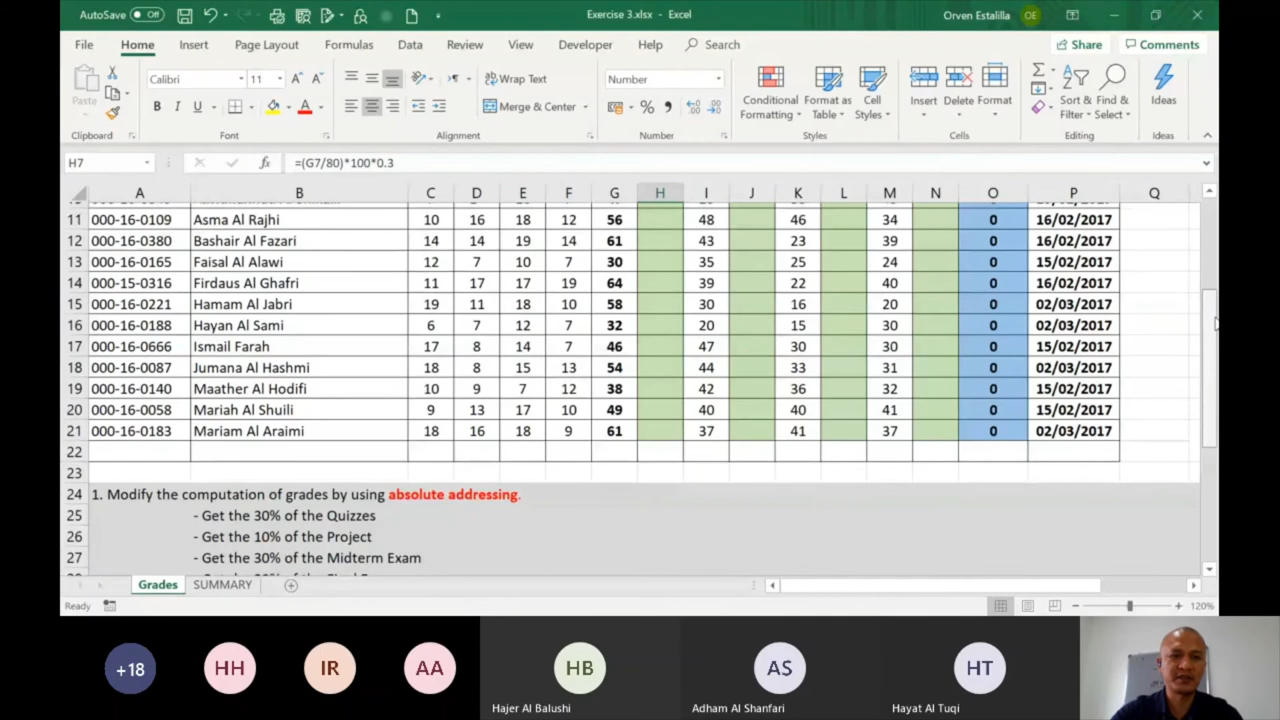 AutoSave Off Exercise 3.xlsx - Excel Orven Estalilla OE
File Home Insert Page Layout Formulas Data Review View Developer Help Search Share Comments
Paste Calibri 11 Wrap Text Number Conditional Formatting Format as Table Cell Styles Insert Delete Format Sort & Filter Find & Select Ideas
B I U Merge & Center
Clipboard Font Alignment Number Styles Cells Editing Ideas
H7 fx =(G7/80)*100*0.3
A B C D E F G H I J K L M N O P Q
11 000-16-0109 Asma Al Rajhi 10 16 18 12 56 48 46 34 0 16/02/2017
12 000-16-0380 Bashair Al Fazari 14 14 19 14 61 43 23 39 0 16/02/2017
13 000-16-0165 Faisal Al Alawi 12 7 10 7 30 35 25 24 0 15/02/2017
14 000-15-0316 Firdaus Al Ghafri 11 17 17 19 64 39 22 40 0 16/02/2017
15 000-16-0221 Hamam Al Jabri 19 11 18 10 58 30 16 20 0 02/03/2017
16 000-16-0188 Hayan Al Sami 6 7 12 7 32 20 15 30 0 02/03/2017
17 000-16-0666 Ismail Farah 17 8 14 7 46 47 30 30 0 15/02/2017
18 000-16-0087 Jumana Al Hashmi 18 8 15 13 54 44 33 31 0 02/03/2017
19 000-16-0140 Maather Al Hodifi 10 9 7 12 38 42 36 32 0 15/02/2017
20 000-16-0058 Mariah Al Shuili 9 13 17 10 49 40 40 41 0 15/02/2017
21 000-16-0183 Mariam Al Araimi 18 16 18 9 61 37 41 37 0 02/03/2017
22
23
24 1. Modify the computation of grades by using absolute addressing.
25 - Get the 30% of the Quizzes
26 - Get the 10% of the Project
27 - Get the 30% of the Midterm Exam
Grades SUMMARY
Ready 120%
+18 HH IR AA HB AS HT
Hajer Al Balushi Adham Al Shanfari Hayat Al Tuqi